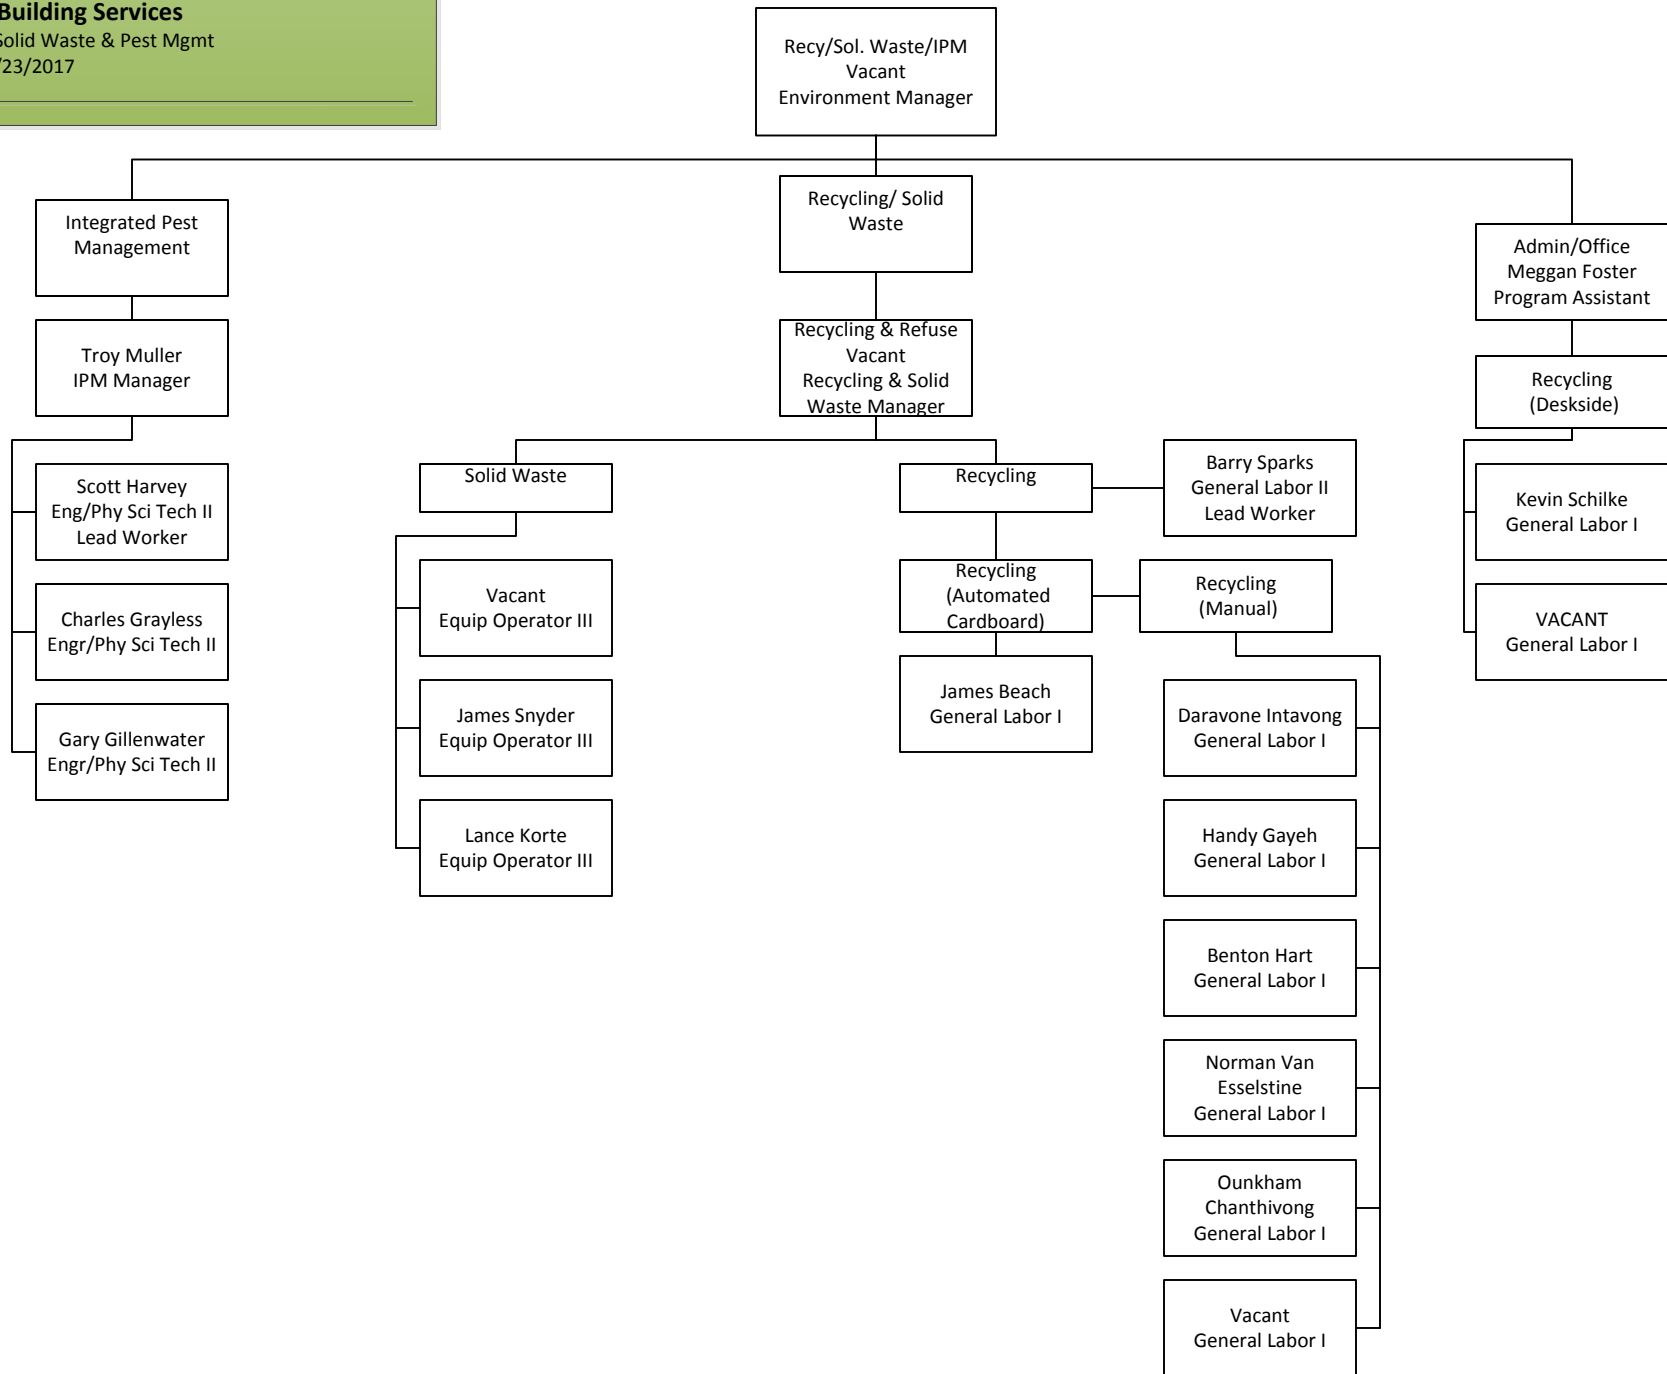 Building Services
Solid Waste & Pest Mgmt
/23/2017
Recy/Sol. Waste/IPM
Vacant
Environment Manager
Integrated Pest
Management
Recycling/ Solid
Waste
Admin/Office
Meggan Foster
Program Assistant
Troy Muller
IPM Manager
Recycling & Refuse
Vacant
Recycling & Solid
Waste Manager
Recycling
(Deskside)
Scott Harvey
Eng/Phy Sci Tech II
Lead Worker
Charles Grayless
Engr/Phy Sci Tech II
Gary Gillenwater
Engr/Phy Sci Tech II
Solid Waste
Vacant
Equip Operator III
James Snyder
Equip Operator III
Lance Korte
Equip Operator III
Recycling
Barry Sparks
General Labor II
Lead Worker
Recycling
(Automated
Cardboard)
Recycling
(Manual)
James Beach
General Labor I
Daravone Intavong
General Labor I
Handy Gayeh
General Labor I
Benton Hart
General Labor I
Norman Van
Esselstine
General Labor I
Ounkham
Chanthivong
General Labor I
Vacant
General Labor I
Kevin Schilke
General Labor I
VACANT
General Labor I